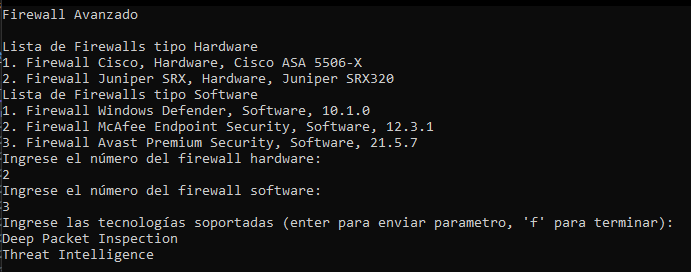 Firewall Avanzado
Lista de Firewalls tipo Hardware
1. Firewall Cisco, Hardware, Cisco ASA 5506-X
2. Firewall Juniper SRX, Hardware, Juniper SRX320
Lista de Firewalls tipo Software
1. Firewall Windows Defender, Software, 10.1.0
2. Firewall McAfee Endpoint Security, Software, 12.3.1
3. Firewall Avast Premium Security, Software, 21.5.7
Ingrese el número del firewall hardware:
2
Ingrese el número del firewall software:
3
Ingrese las tecnologías soportadas (enter para enviar parametro, 'f' para terminar):
Deep Packet Inspection
Threat Intelligence